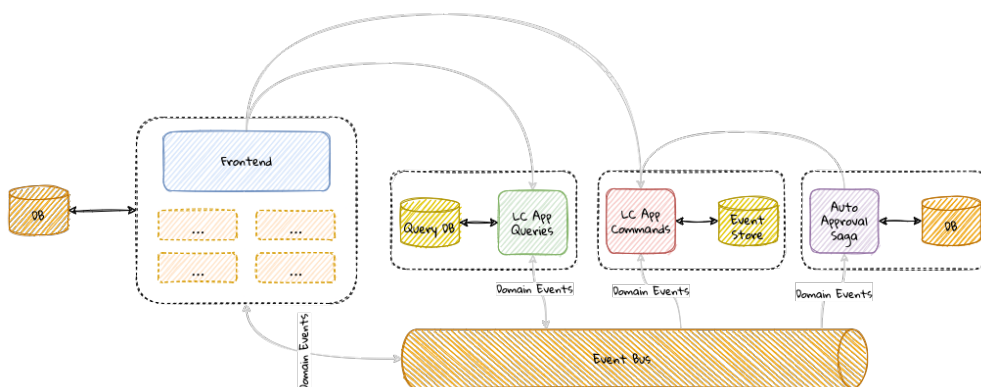 Frontend
DB
...
...
...
...
Query DB
LC App
Queries
LC App
Commands
Event
Store
Auto
Approval
Saga
DB
Domain Events
Domain Events
Domain Events
Domain Events
Event Bus